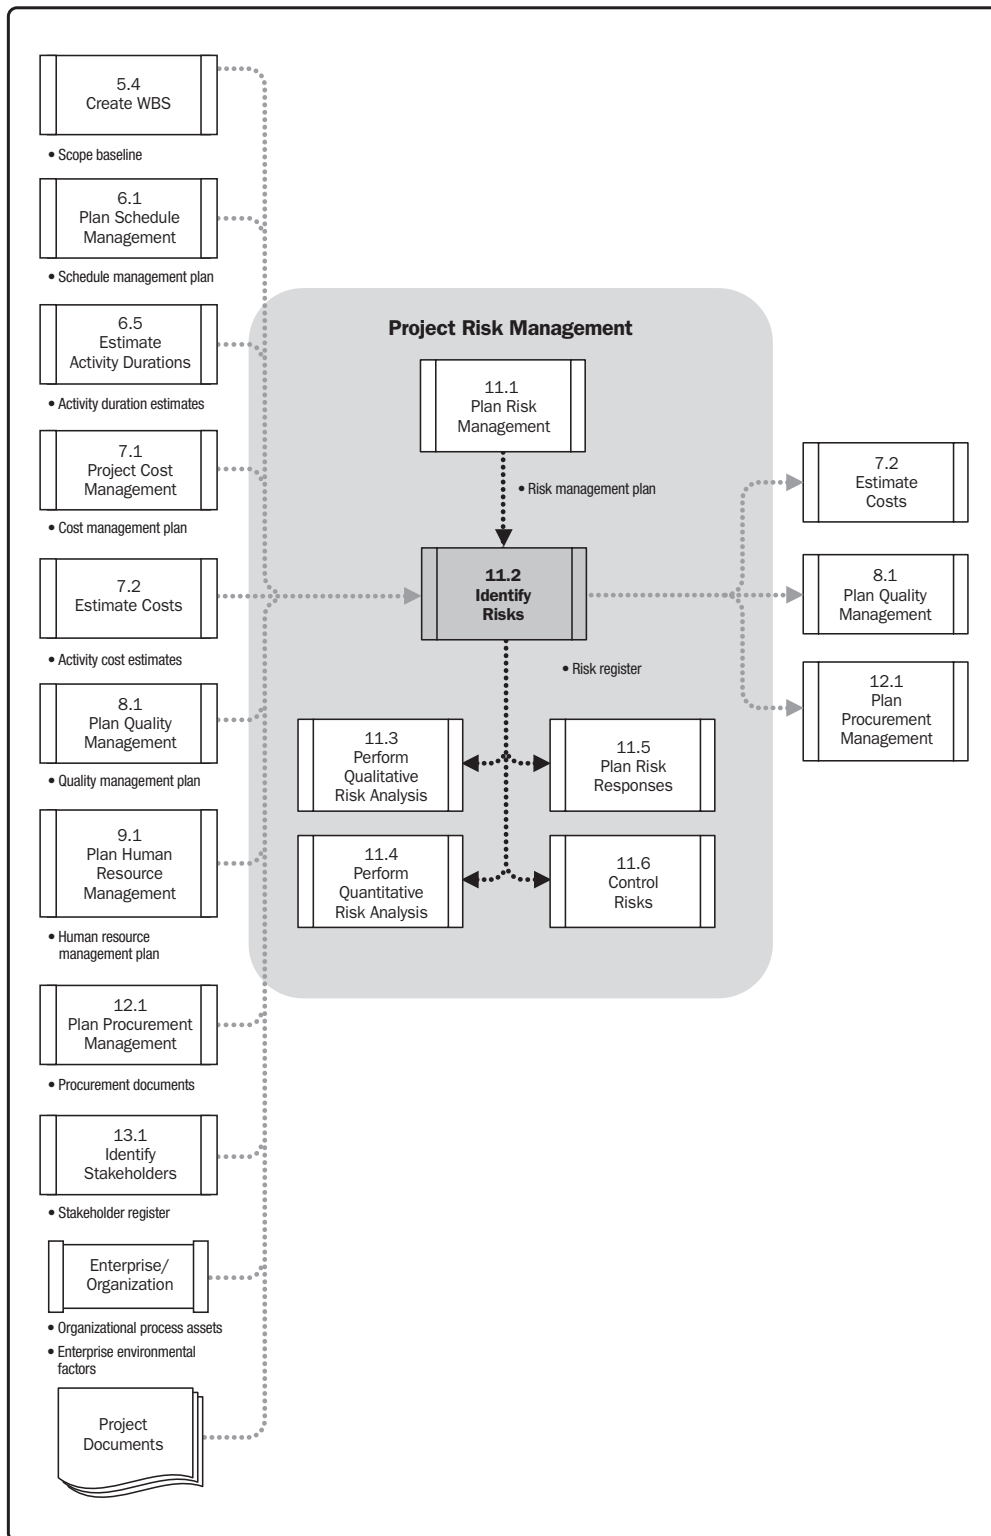 5.4
Create WBS
• Scope baseline
6.1
Plan Schedule
Management
• Schedule management plan
6.5
Estimate
Activity Durations
• Activity duration estimates
7.1
Project Cost
Management
• Cost management plan
7.2
Estimate Costs
• Activity cost estimates
8.1
Plan Quality
Management
• Quality management plan
9.1
Plan Human
Resource
Management
• Human resource
management plan
12.1
Plan Procurement
Management
• Procurement documents
13.1
Identify
Stakeholders
• Stakeholder register
Enterprise/
Organization
• Organizational process assets
• Enterprise environmental
factors
Project
Documents
Project Risk Management
11.1
Plan Risk
Management
• Risk management plan
11.2
Identify
Risks
• Risk register
11.3
Perform
Qualitative
Risk Analysis
11.5
Plan Risk
Responses
11.4
Perform
Quantitative
Risk Analysis
11.6
Control
Risks
7.2
Estimate
Costs
8.1
Plan Quality
Management
12.1
Plan
Procurement
Management